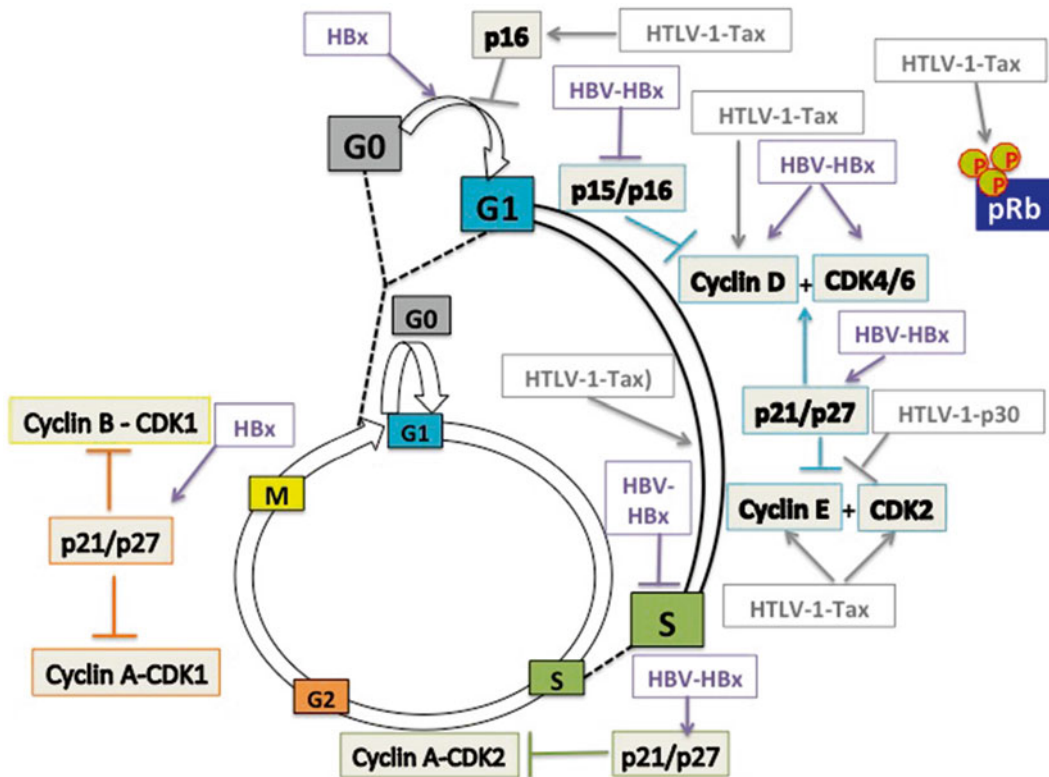 HBx
p16
HTLV-1-Tax
HTLV-1-Tax
HBV-HBx
HTLV-1-Tax
G0
HBV-HBx
P
P
P
p15/p16
pRb
G1
Cyclin D + CDK4/6
G0
HBV-HBx
HTLV-1-Tax)
p21/p27
HTLV-1-p30
Cyclin B - CDK1
HBx
G1
M
HBV-
HBx
Cyclin E + CDK2
p21/p27
HTLV-1-Tax
S
Cyclin A-CDK1
S
HBV-HBx
G2
Cyclin A-CDK2
p21/p27